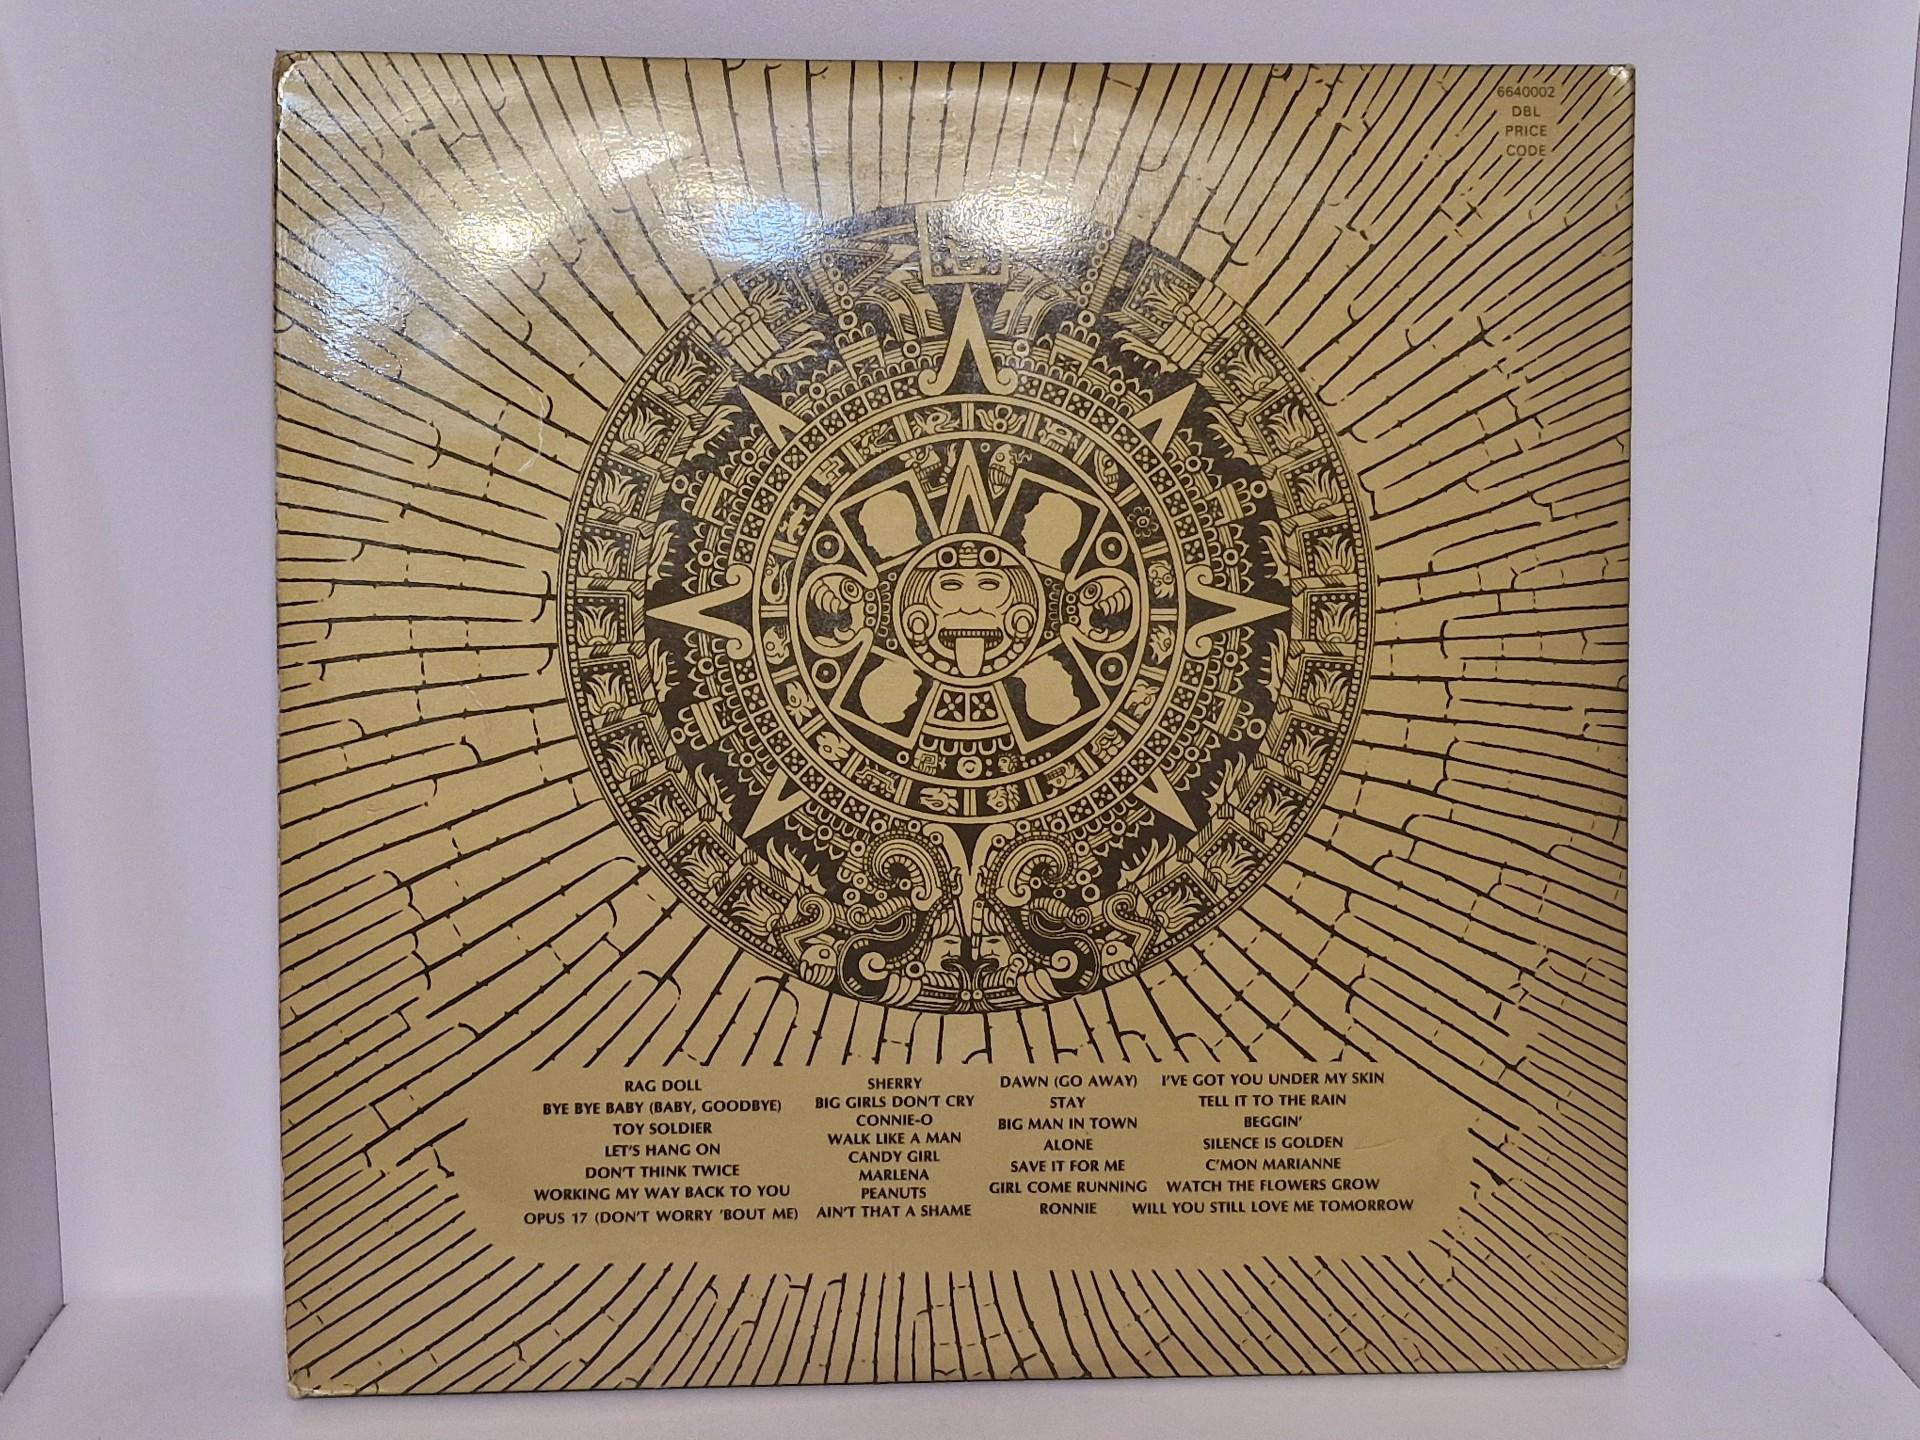 6640002
DBL
PRICE
CODE
RAG DOLL
BYE BYE BABY (BABY, GOODBYE)
TOY SOLDIER
LET'S HANG ON
DON'T THINK TWICE
WORKING MY WAY BACK TO YOU
OPUS 17 (DON'T WORRY 'BOUT ME)
SHERRY
BIG GIRLS DON'T CRY
CONNIE-O
WALK LIKE A MAN
CANDY GIRL
MARLENA
PEANUTS
AIN'T THAT A SHAME
DAWN (GO AWAY)
STAY
BIG MAN IN TOWN
ALONE
SAVE IT FOR ME
GIRL COME RUNNING
RONNIE
I'VE GOT YOU UNDER MY SKIN
TELL IT TO THE RAIN
BEGGIN'
SILENCE IS GOLDEN
C'MON MARIANNE
WATCH THE FLOWERS GROW
WILL YOU STILL LOVE ME TOMORROW